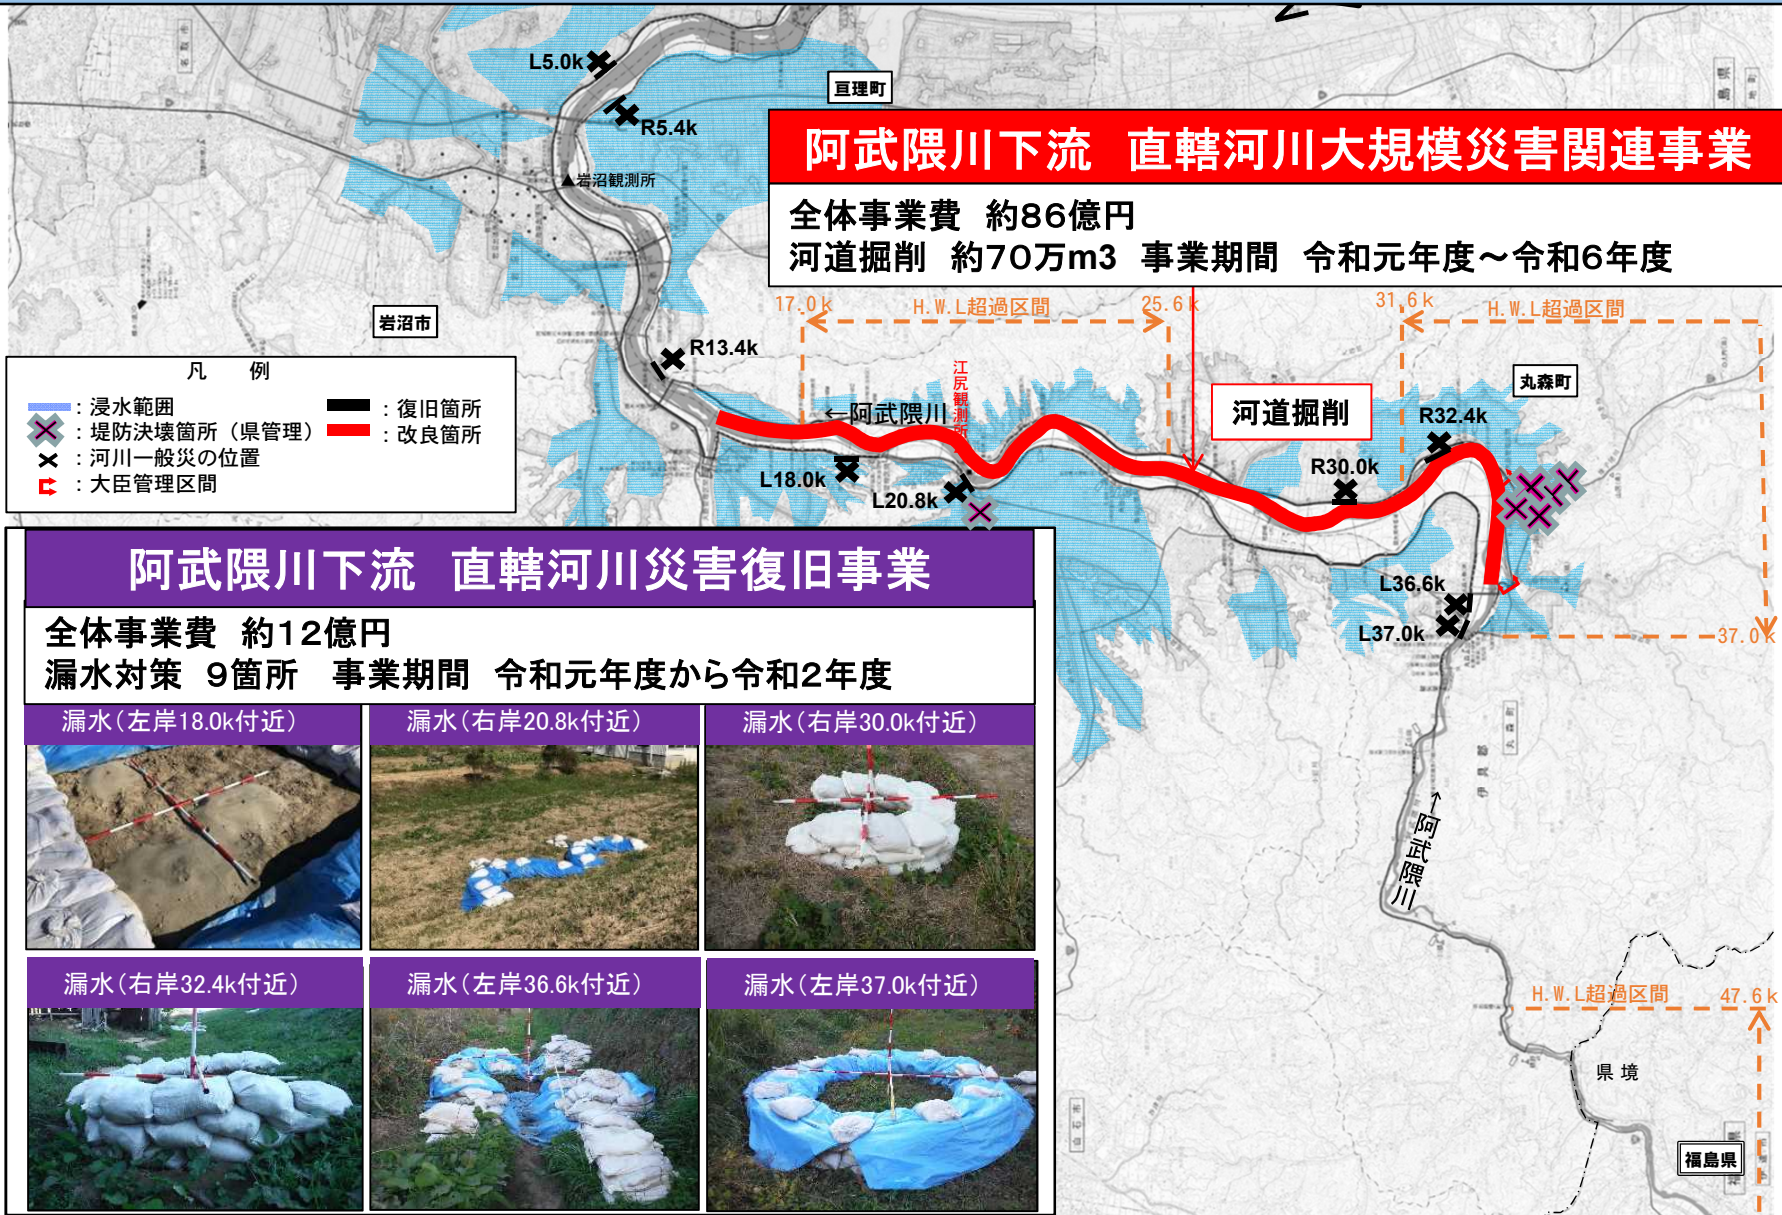 L5.0k
亘理町
R5.4k
▲岩沼観測所
阿武隈川下流 直轄河川大規模災害関連事業
全体事業費 約86億円
河道掘削 約70万m3 事業期間 令和元年度～令和6年度
17.0k
H.W.L超過区間
25.6k
31.6k
H.W.L超過区間
岩沼市
R13.4k
江尻観測所
丸森町
凡 例
：浸水範囲
：復旧箇所
：堤防決壊箇所（県管理）
：改良箇所
：河川一般災の位置
：大臣管理区間
←阿武隈川
河道掘削
R32.4k
L18.0k
L20.8k
R30.0k
L36.6k
L37.0k
37.0k
阿武隈川下流 直轄河川災害復旧事業
全体事業費 約12億円
漏水対策 9箇所 事業期間 令和元年度から令和2年度
漏水（左岸18.0k付近）
漏水（右岸20.8k付近）
漏水（右岸30.0k付近）
漏水（右岸32.4k付近）
漏水（左岸36.6k付近）
漏水（左岸37.0k付近）
←阿武隈川
丸森町
伊具郡
白石市
H.W.L超過区間
47.6k
県境
福島県